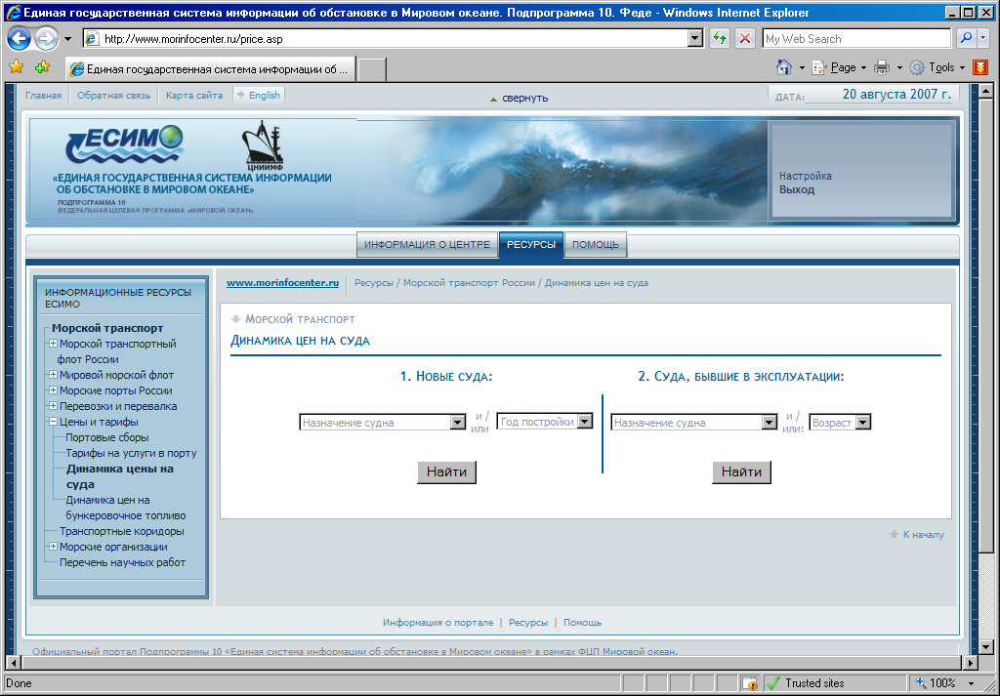 Единая государственная система информации об обстановке в Мировом океане. Подпрограмма 10. Феде - Windows Internet Explorer
http://www.morinfocenter.ru/price.asp
My Web Search
Единая государственная система информации об ...
Page
Tools
Главная
Обратная связь
Карта сайта
English
свернуть
ДАТА:
20 августа 2007 г.
ЕСИМО
ЦНИИМФ
«ЕДИНАЯ ГОСУДАРСТВЕННАЯ СИСТЕМА ИНФОРМАЦИИ
ОБ ОБСТАНОВКЕ В МИРОВОМ ОКЕАНЕ»
ПОДПРОГРАММА 10
ФЕДЕРАЛЬНАЯ ЦЕЛЕВАЯ ПРОГРАММА «МИРОВОЙ ОКЕАН»
Настройка
Выход
ИНФОРМАЦИЯ О ЦЕНТРЕ
РЕСУРСЫ
ПОМОЩЬ
ИНФОРМАЦИОННЫЕ РЕСУРСЫ
ЕСИМО
Морской транспорт
Морской транспортный
флот России
Мировой морской флот
Морские порты России
Перевозки и перевалка
Цены и тарифы
Портовые сборы
Тарифы на услуги в порту
Динамика цены на
суда
Динамика цен на
бункеровочное топливо
Транспортные коридоры
Морские организации
Перечень научных работ
www.morinfocenter.ru
Ресурсы / Морской транспорт России / Динамика цен на суда
Морской транспорт
Динамика цен на суда
1. Новые суда:
Назначение судна
и /
или
Год постройки
Найти
2. Суда, бывшие в эксплуатации:
Назначение судна
и /
или:
Возраст
Найти
К началу
Информация о портале | Ресурсы | Помощь
Официальный портал Подпрограммы 10 «Единая система информации об обстановке в Мировом океане» в рамках ФЦП Мировой океан.
Done
Trusted sites
100%